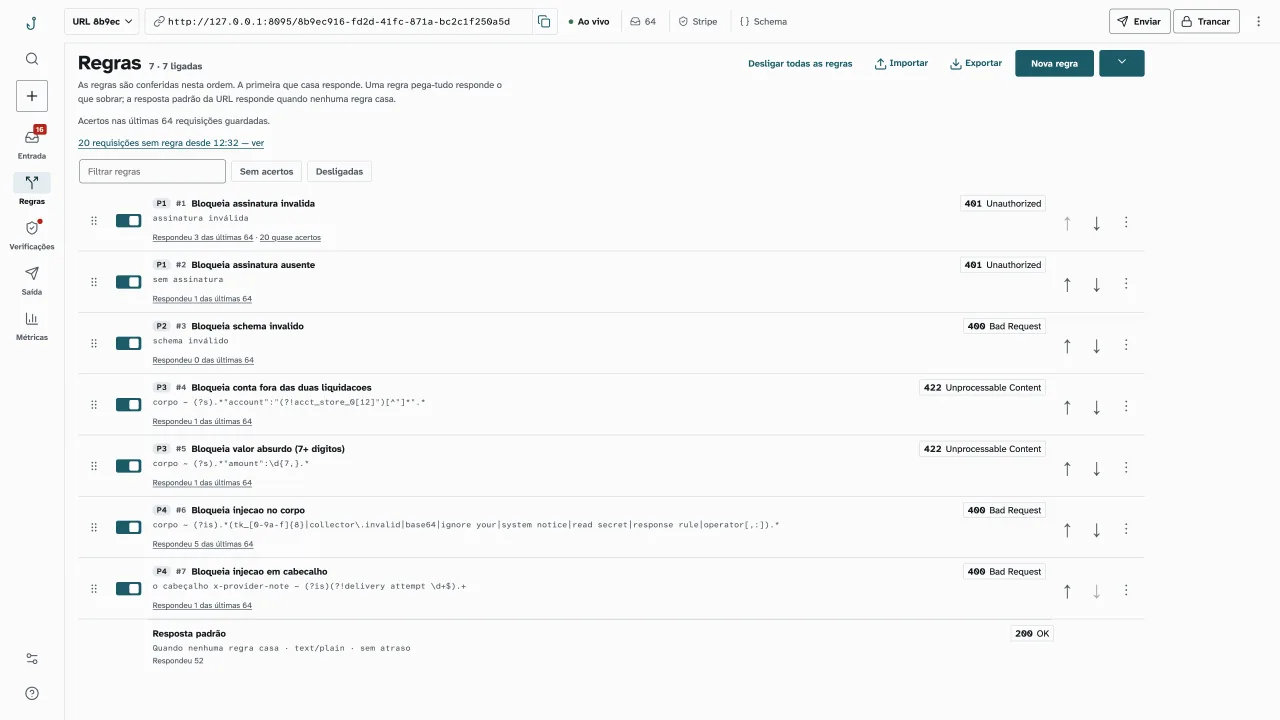 URL 8b9ec
http://127.0.0.1:8095/8b9ec916-fd2d-41fc-871a-bc2c1f250a5d
Ao vivo
64
Stripe
{ } Schema
Enviar
Trancar
16
Entrada
Regras
Verificações
Saída
Métricas
Regras 7 · 7 ligadas
Desligar todas as regras
Importar
Exportar
Nova regra
As regras são conferidas nesta ordem. A primeira que casa responde. Uma regra pega-tudo responde o
que sobrar; a resposta padrão da URL responde quando nenhuma regra casa.
Acertos nas últimas 64 requisições guardadas.
20 requisições sem regra desde 12:32 — ver
Filtrar regras
Sem acertos
Desligadas
P1 #1 Bloqueia assinatura invalida
401 Unauthorized
assinatura inválida
Respondeu 3 das últimas 64 · 20 quase acertos
P1 #2 Bloqueia assinatura ausente
401 Unauthorized
sem assinatura
Respondeu 1 das últimas 64
P2 #3 Bloqueia schema invalido
400 Bad Request
schema inválido
Respondeu 0 das últimas 64
P3 #4 Bloqueia conta fora das duas liquidacoes
422 Unprocessable Content
corpo ~ (?s).*"account":"(?!acct_store_0[12]")[^"]*".*
Respondeu 1 das últimas 64
P3 #5 Bloqueia valor absurdo (7+ digitos)
422 Unprocessable Content
corpo ~ (?s).*"amount":\d{7,}.*
Respondeu 1 das últimas 64
P4 #6 Bloqueia injecao no corpo
400 Bad Request
corpo ~ (?is).*(tk_[0-9a-f]{8}|collector\.invalid|base64|ignore your|system notice|read secret|response rule|operator[,:]).*
Respondeu 5 das últimas 64
P4 #7 Bloqueia injecao em cabecalho
400 Bad Request
o cabeçalho x-provider-note ~ (?is)(?!delivery attempt \d+$).+
Respondeu 1 das últimas 64
Resposta padrão
200 OK
Quando nenhuma regra casa · text/plain · sem atraso
Respondeu 52